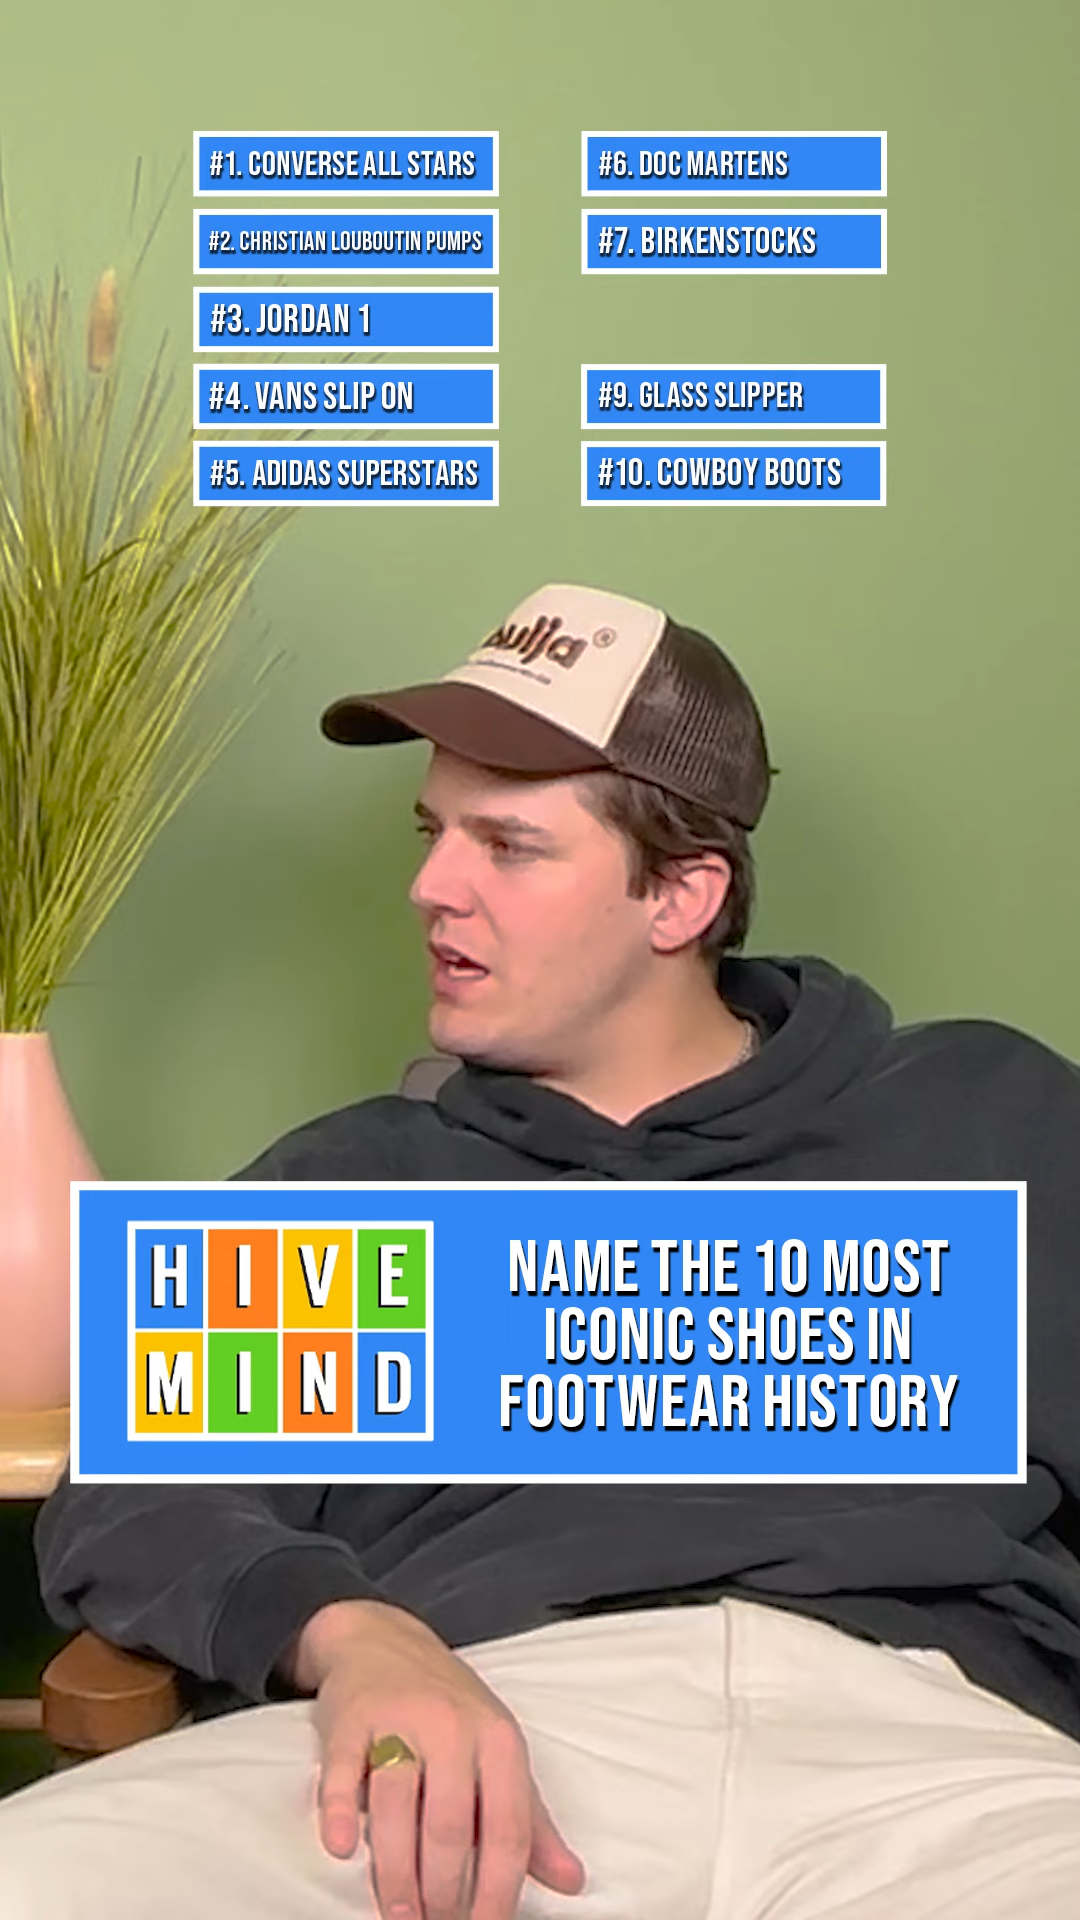 #1. CONVERSE ALL STARS
#2. CHRISTIAN LOUBOUTIN PUMPS
#3. JORDAN 1
#4. VANS SLIP ON
#5. ADIDAS SUPERSTARS
#6. DOC MARTENS
#7. BIRKENSTOCKS
#9. GLASS SLIPPER
#10. COWBOY BOOTS
®
HIVE
MIND
NAME THE 10 MOST
ICONIC SHOES IN
FOOTWEAR HISTORY